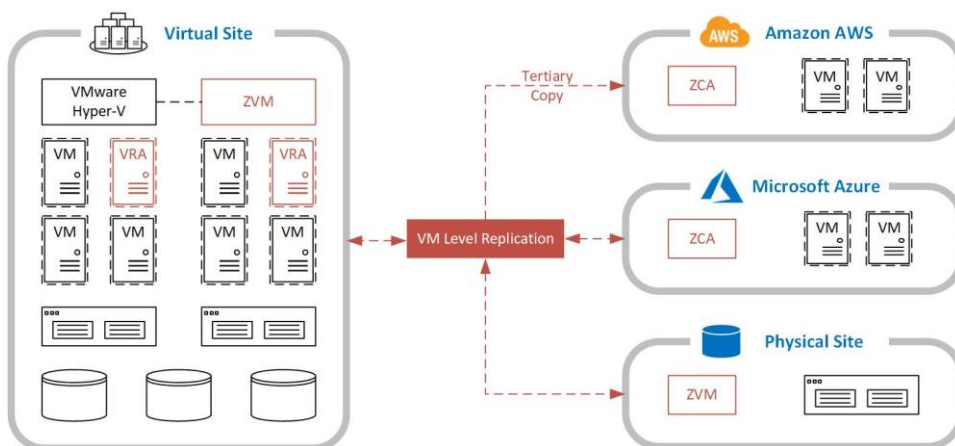 Virtual Site
VMware
Hyper-V
ZVM
VM
VRA
VM
VRA
VM
VM
VM
VM
Tertiary
Copy
VM Level Replication
AWS
Amazon AWS
ZCA
VM
VM
Microsoft Azure
ZCA
VM
VM
Physical Site
ZVM